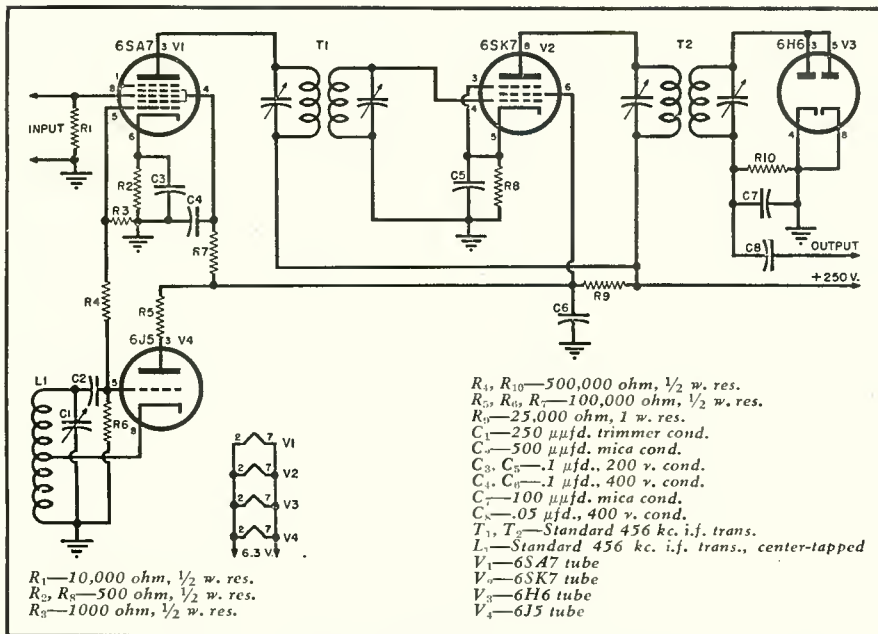 6SA7 3 V1
T1
6SK7 8 V2
T2
6H6 3 5 V3
1
8
4
5
6
INPUT
R1
R2
C3
C4
R3
R7
3
4
6
5
C5
R8
4
8
R10
C7
C8
OUTPUT
+250 V.
R9
C6
R4
R5
6J5 3 V4
L1
C2
5
C1
R6
8
2 7 V1
2 7 V2
2 7 V3
2 7 V4
6.3 V.
R₁—10,000 ohm, ½ w. res.
R₂, R₈—500 ohm, ½ w. res.
R₃—1000 ohm, ½ w. res.
R₄, R₁₀—500,000 ohm, ½ w. res.
R₅, R₆, R₇—100,000 ohm, ½ w. res.
R₉—25,000 ohm, 1 w. res.
C₁—250 μμfd. trimmer cond.
C₂—500 μμfd. mica cond.
C₃, C₅—.1 μfd., 200 v. cond.
C₄, C₆—.1 μfd., 400 v. cond.
C₇—100 μμfd. mica cond.
C₈—.05 μfd., 400 v. cond.
T₁, T₂—Standard 456 kc. i.f. trans.
L₁—Standard 456 kc. i.f. trans., center-tapped
V₁—6SA7 tube
V₂—6SK7 tube
V₃—6H6 tube
V₄—6J5 tube